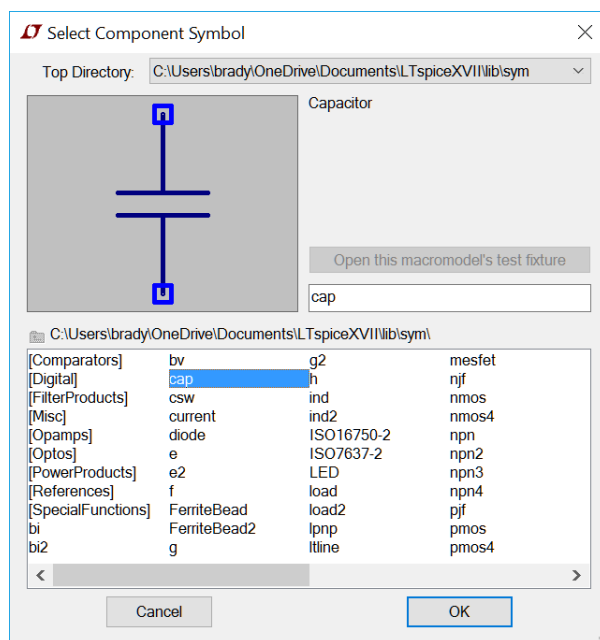 Select Component Symbol
Top Directory: C:\Users\brady\OneDrive\Documents\LTspiceXVII\lib\sym
Capacitor
Open this macromodel's test fixture
cap
C:\Users\brady\OneDrive\Documents\LTspiceXVII\lib\sym\
[Comparators] bv g2 mesfet
[Digital] cap h njf
[FilterProducts] csw ind nmos
[Misc] current ind2 nmos4
[Opamps] diode ISO16750-2 npn
[Optos] e ISO7637-2 npn2
[PowerProducts] e2 LED npn3
[References] f load npn4
[SpecialFunctions] FerriteBead load2 pjf
bi FerriteBead2 lpnp pmos
bi2 g ltline pmos4
Cancel OK